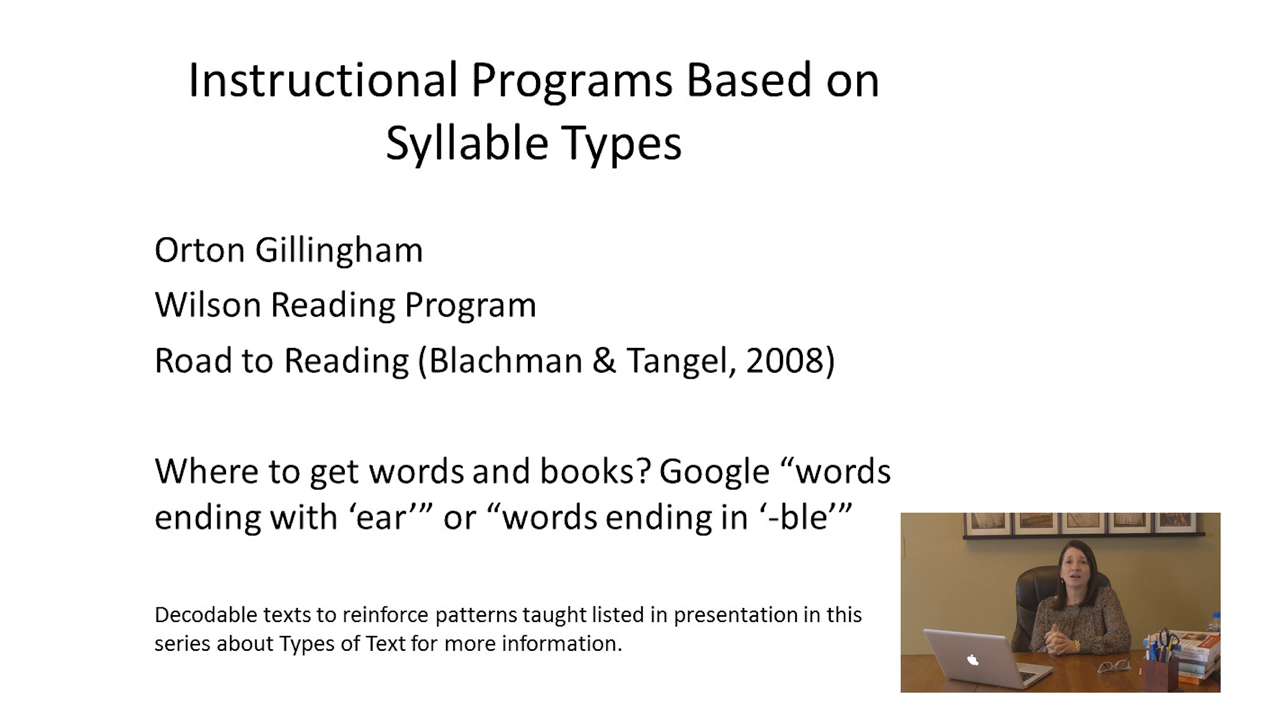 Instructional Programs Based on
Syllable Types
Orton Gillingham
Wilson Reading Program
Road to Reading (Blachman & Tangel, 2008)
Where to get words and books? Google “words
ending with ‘ear’” or “words ending in ‘-ble’”
Decodable texts to reinforce patterns taught listed in presentation in this
series about Types of Text for more information.